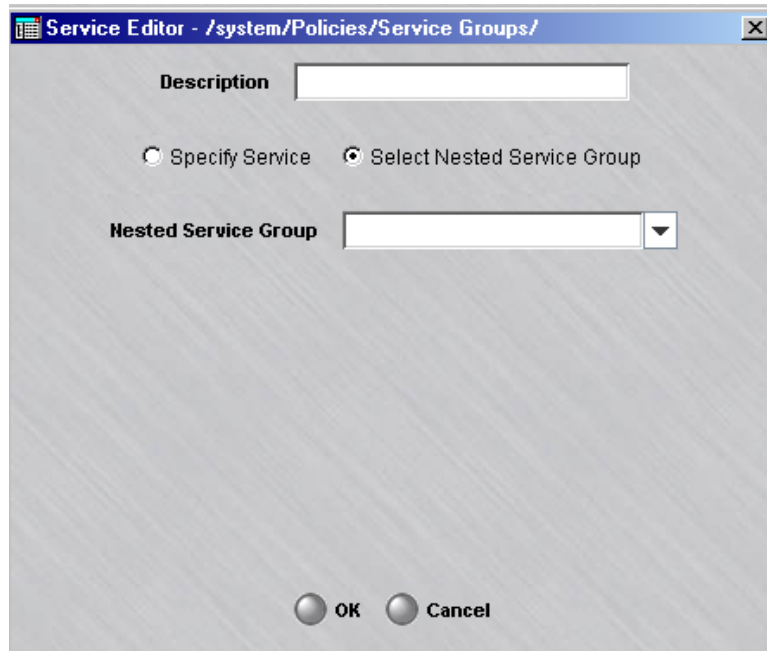 Service Editor - /system/Policies/Service Groups/
Description
Specify Service Select Nested Service Group
Nested Service Group
OK Cancel